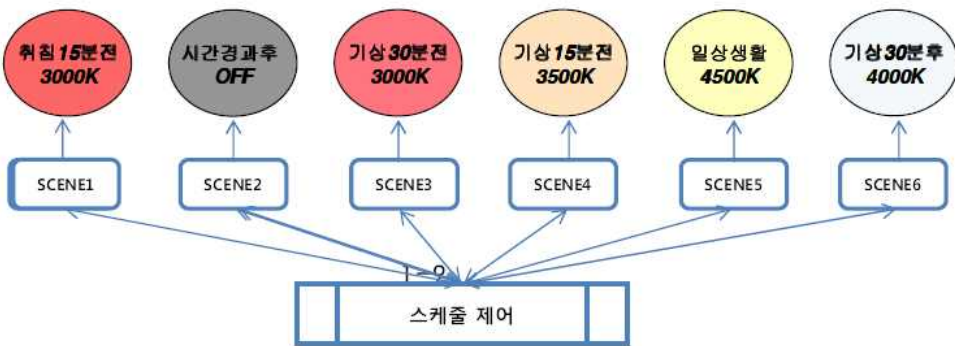 취침15분전
3000K
시간경과후
OFF
기상30분전
3000K
기상15분전
3500K
일상생활
4500K
기상30분후
4000K
SCENE1
SCENE2
SCENE3
SCENE4
SCENE5
SCENE6
스케줄 제어